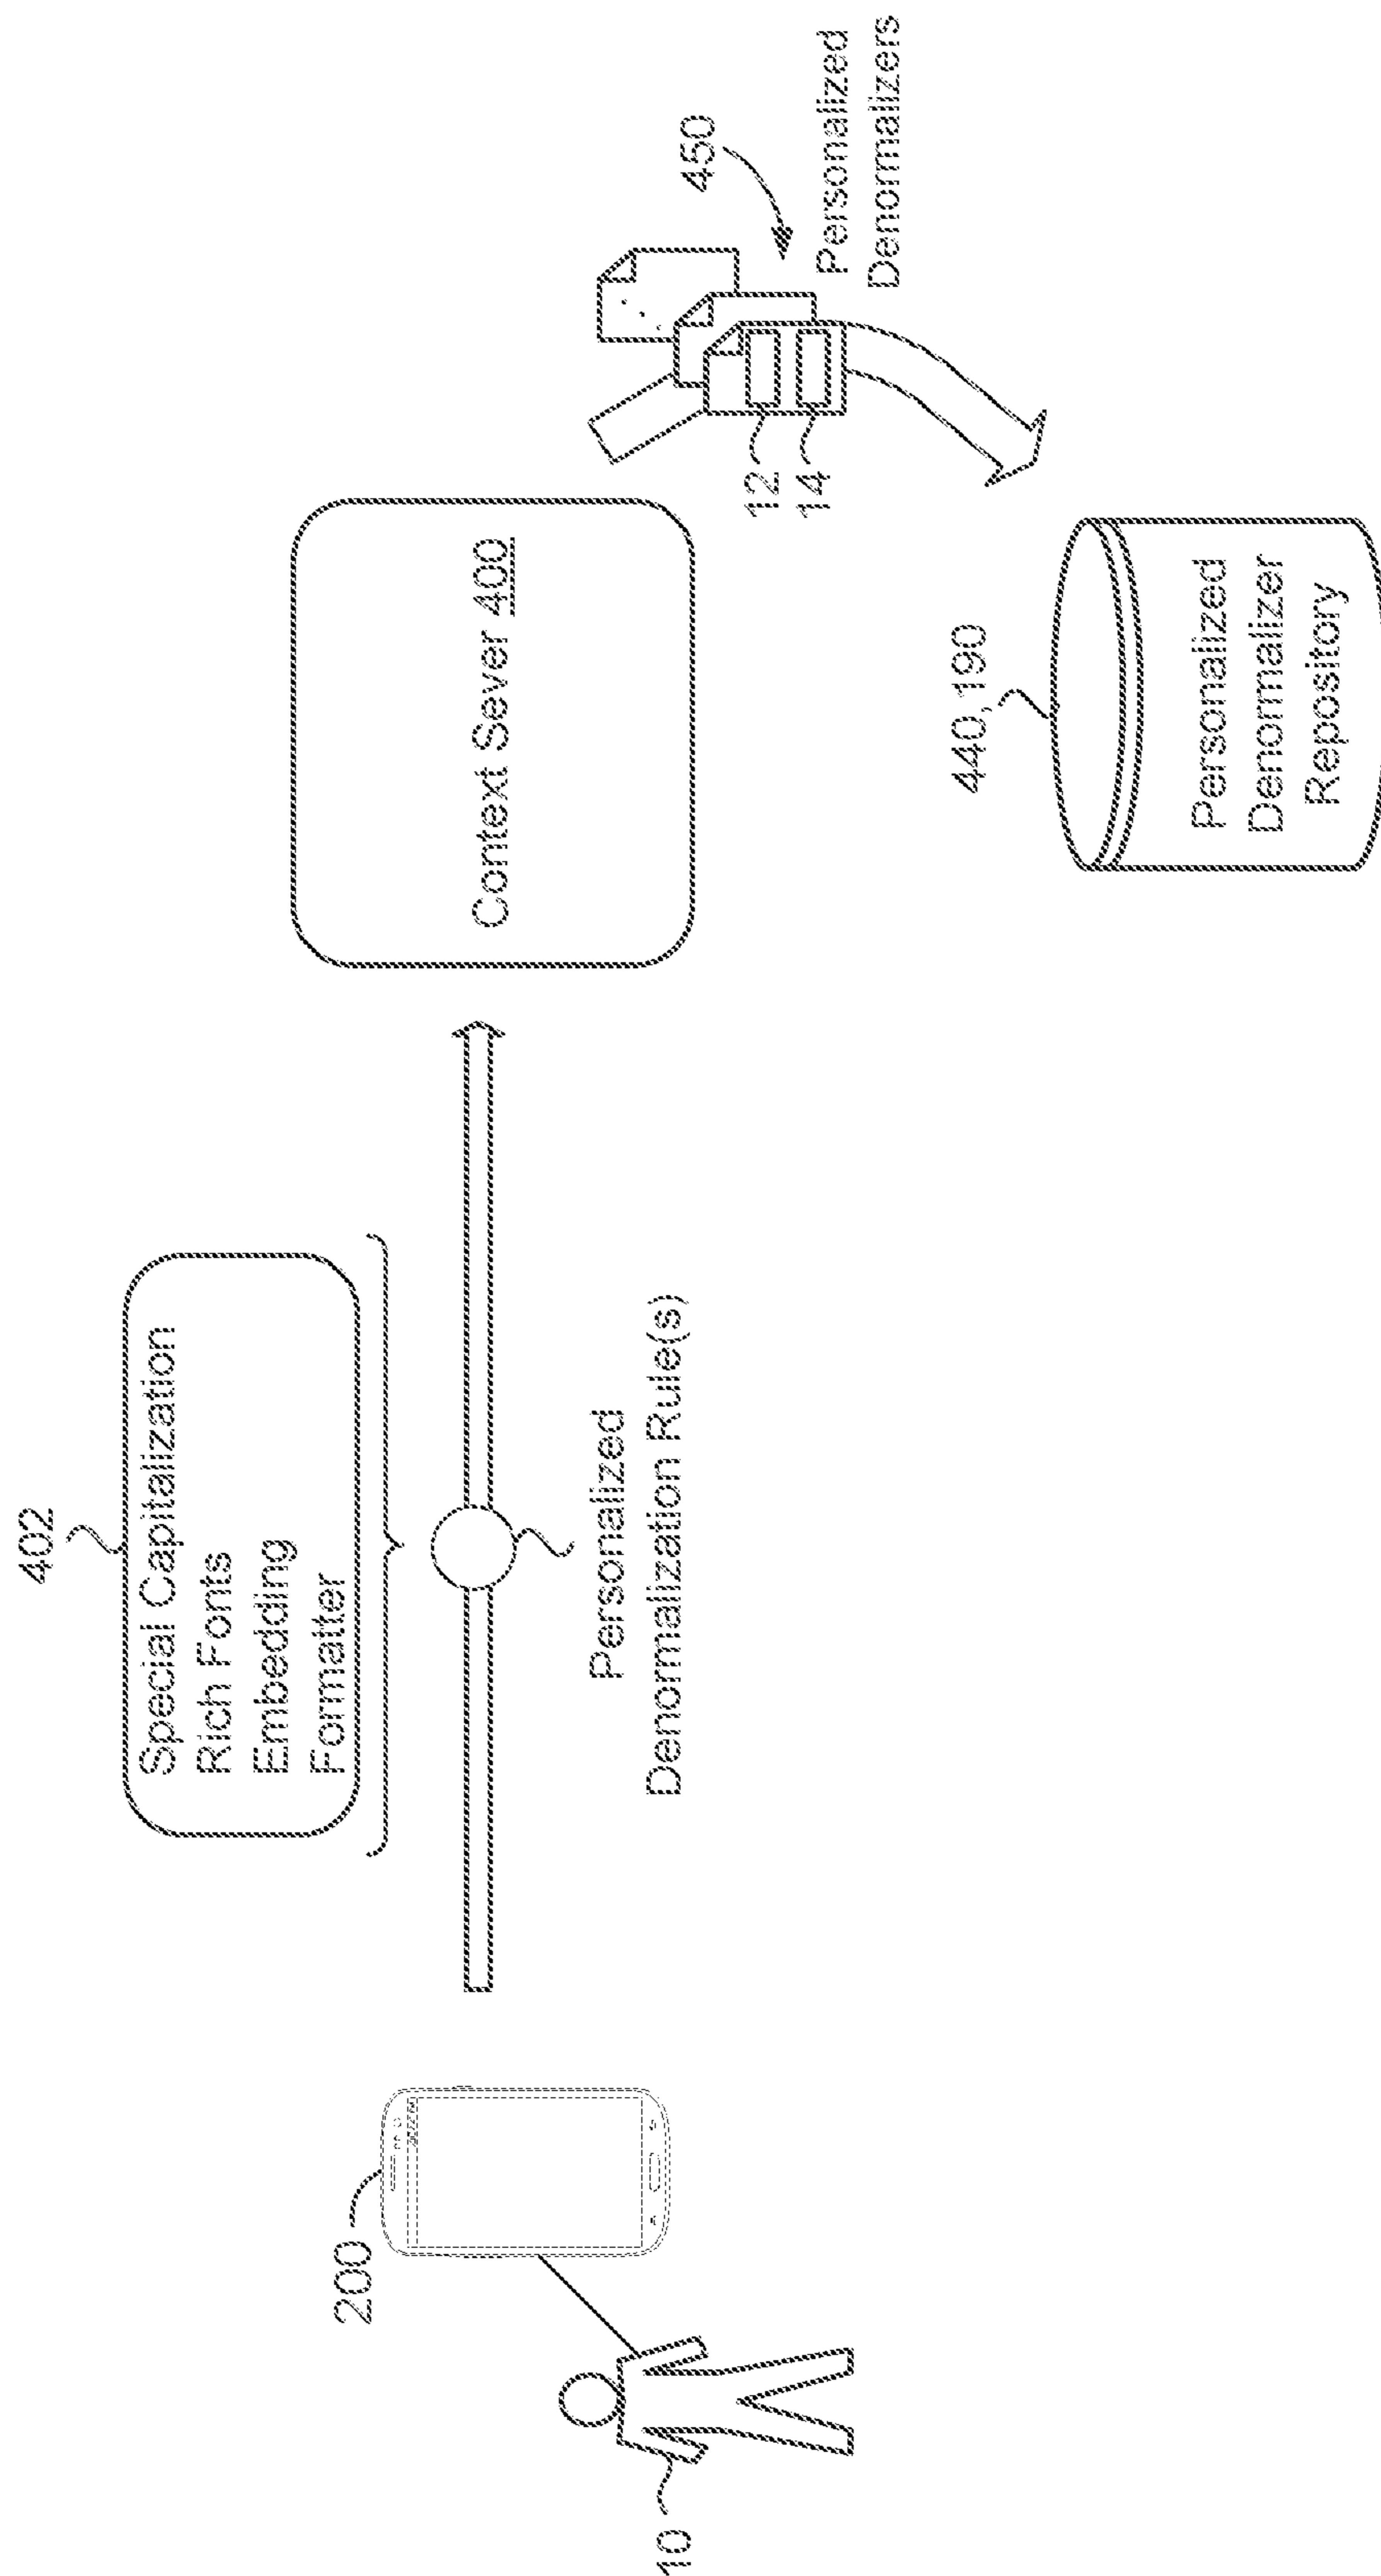 402
Special Capitalization
Rich Fonts
Embedding
Formatter
200
10
Personalized
Denormalization Rule(s)
Context Sever 400
450
12
14
Personalized
Denormalizers
440, 190
Personalized
Denormalizer
Repository